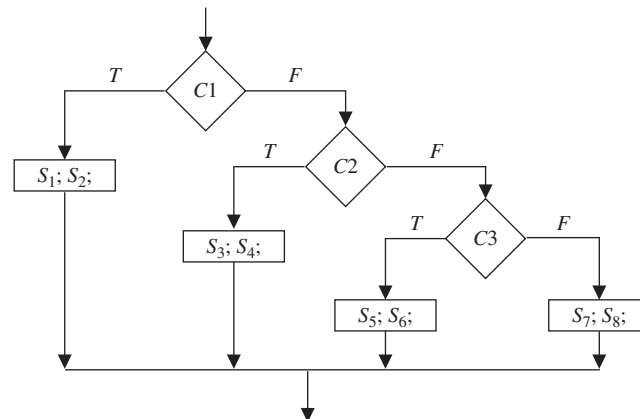 T
C1
F
S₁; S₂;
T
C2
F
S₃; S₄;
T
C3
F
S₅; S₆;
S₇; S₈;